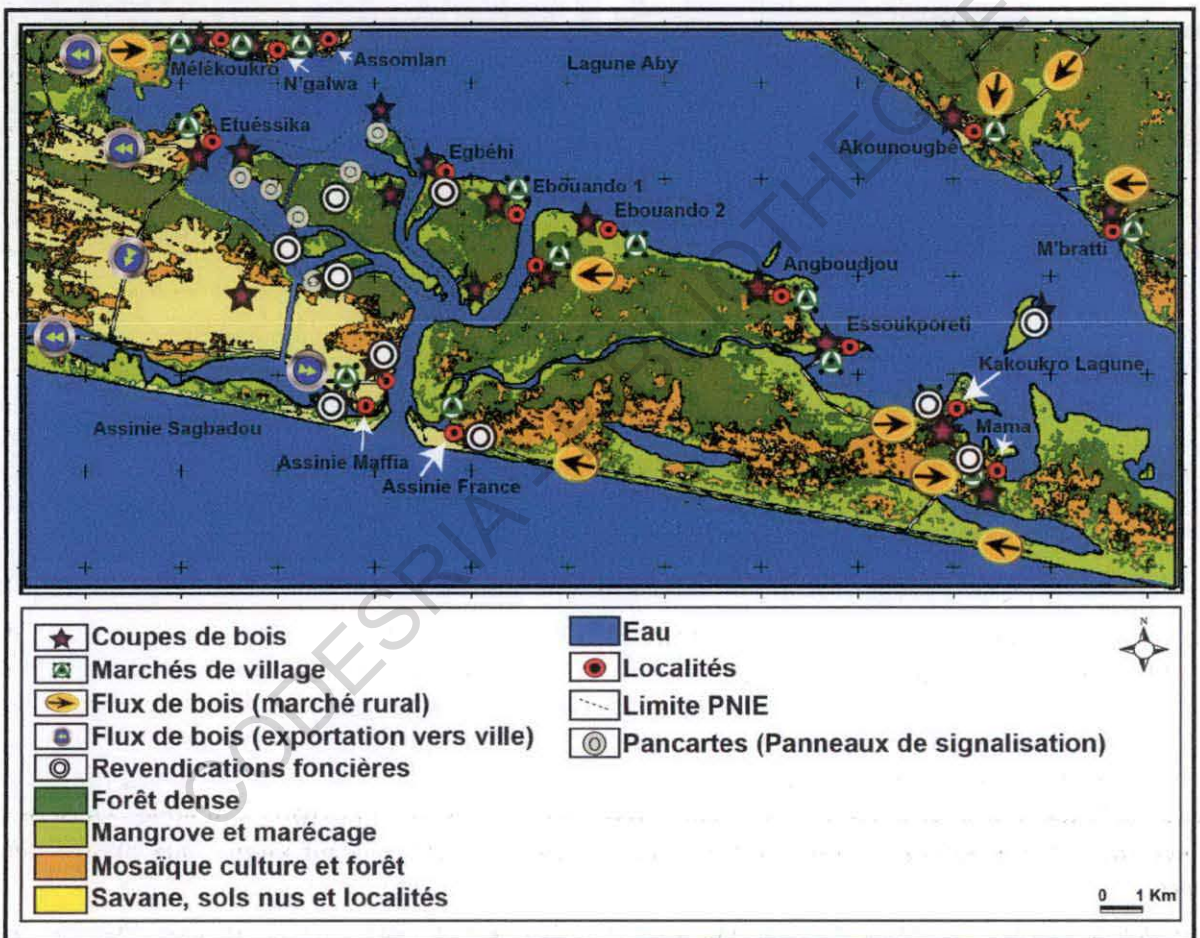 Assomlan
Lagune Aby
Mélékoukro
N'galwa
Etuéssika
Akounougbé
Egbéhi
Ebouando 1
Ebouando 2
M'bratti
Angboudjou
Essoukporeti
Kakoukro Lagune
Assinie Sagbadou
Mama
Assinie Maffia
Assinie France
Coupes de bois
Marchés de village
Flux de bois (marché rural)
Flux de bois (exportation vers ville)
Revendications foncières
Forêt dense
Mangrove et marécage
Mosaïque culture et forêt
Savane, sols nus et localités
Eau
Localités
Limite PNIE
Pancartes (Panneaux de signalisation)
N
0 1 Km
CODESRIA - BIBLIOTHEQUE